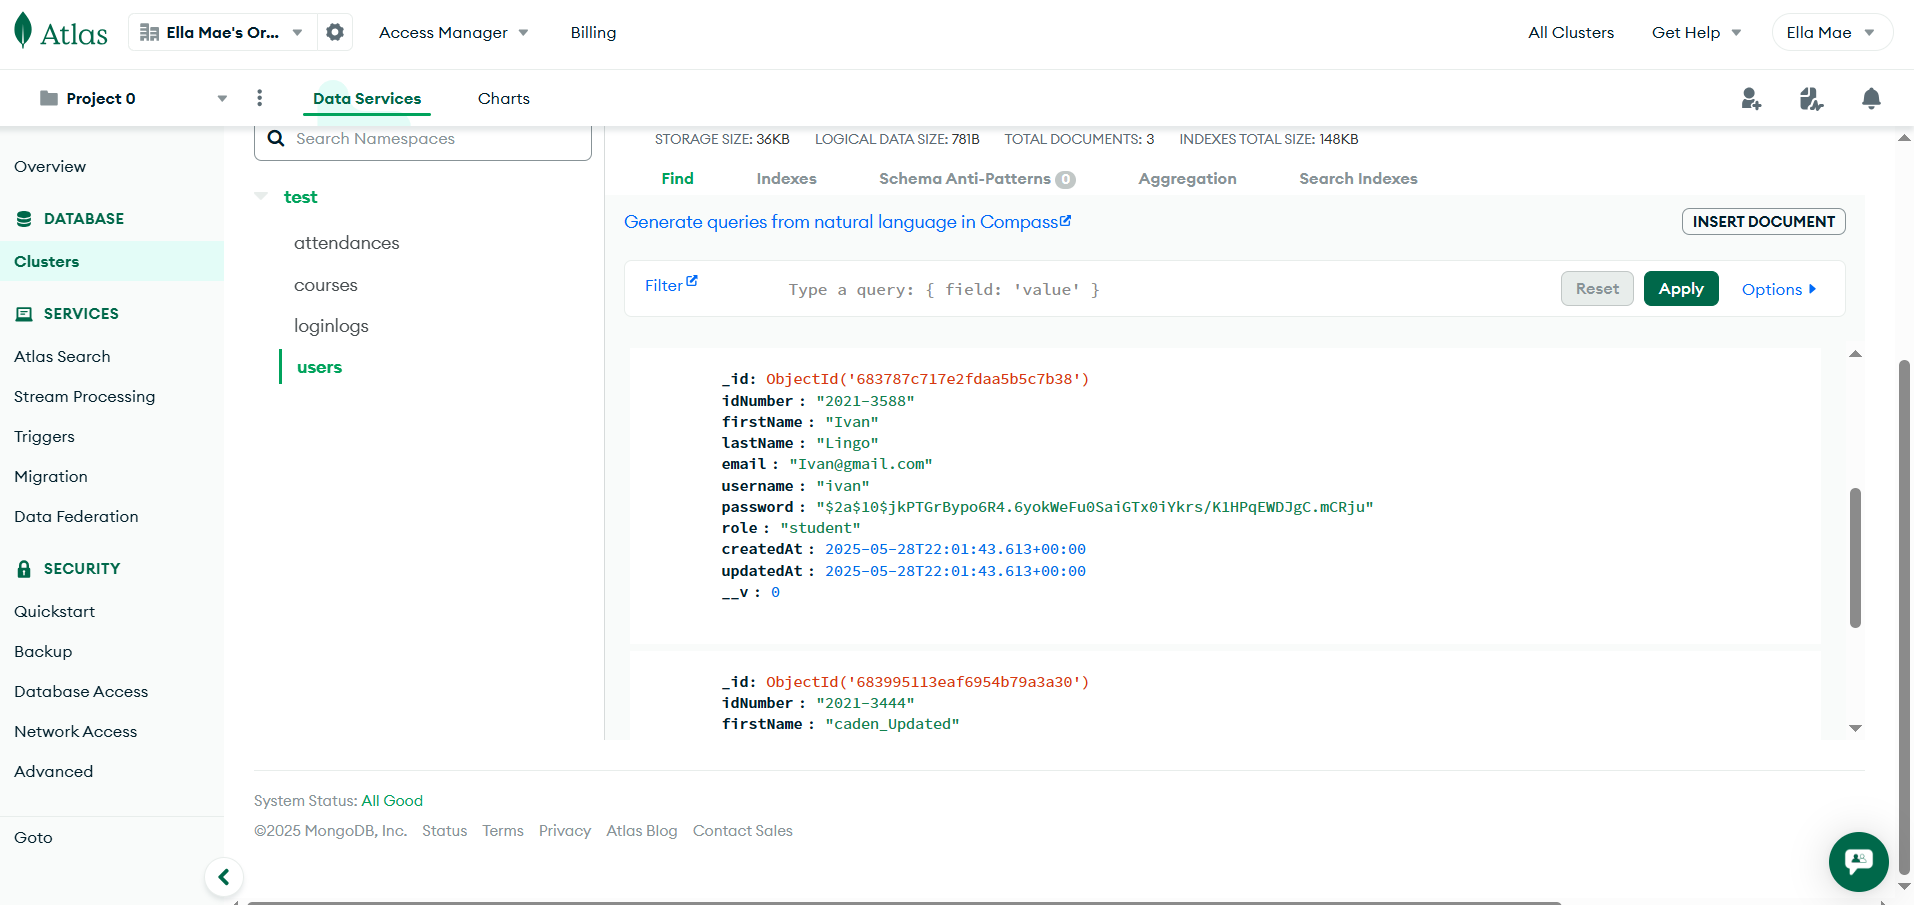 Atlas
Ella Mae's Or...
Access Manager
Billing
All Clusters
Get Help
Ella Mae
Project 0
Data Services
Charts
Overview
DATABASE
Clusters
SERVICES
Atlas Search
Stream Processing
Triggers
Migration
Data Federation
SECURITY
Quickstart
Backup
Database Access
Network Access
Advanced
Goto
Search Namespaces
test
attendances
courses
loginlogs
users
STORAGE SIZE: 36KB LOGICAL DATA SIZE: 781B TOTAL DOCUMENTS: 3 INDEXES TOTAL SIZE: 148KB
Find Indexes Schema Anti-Patterns 0 Aggregation Search Indexes
Generate queries from natural language in Compass
INSERT DOCUMENT
Filter
Type a query: { field: 'value' }
Reset
Apply
Options
_id: ObjectId('683787c717e2fdaa5b5c7b38')
idNumber : "2021-3588"
firstName : "Ivan"
lastName : "Lingo"
email : "Ivan@gmail.com"
username : "ivan"
password : "$2a$10$jkPTGrBypo6R4.6yokWeFu0SaiGTx0iYkrs/K1HPqEWDJgC.mCRju"
role : "student"
createdAt : 2025-05-28T22:01:43.613+00:00
updatedAt : 2025-05-28T22:01:43.613+00:00
__v : 0
_id: ObjectId('683995113eaf6954b79a3a30')
idNumber : "2021-3444"
firstName : "caden_Updated"
System Status: All Good
©2025 MongoDB, Inc. Status Terms Privacy Atlas Blog Contact Sales